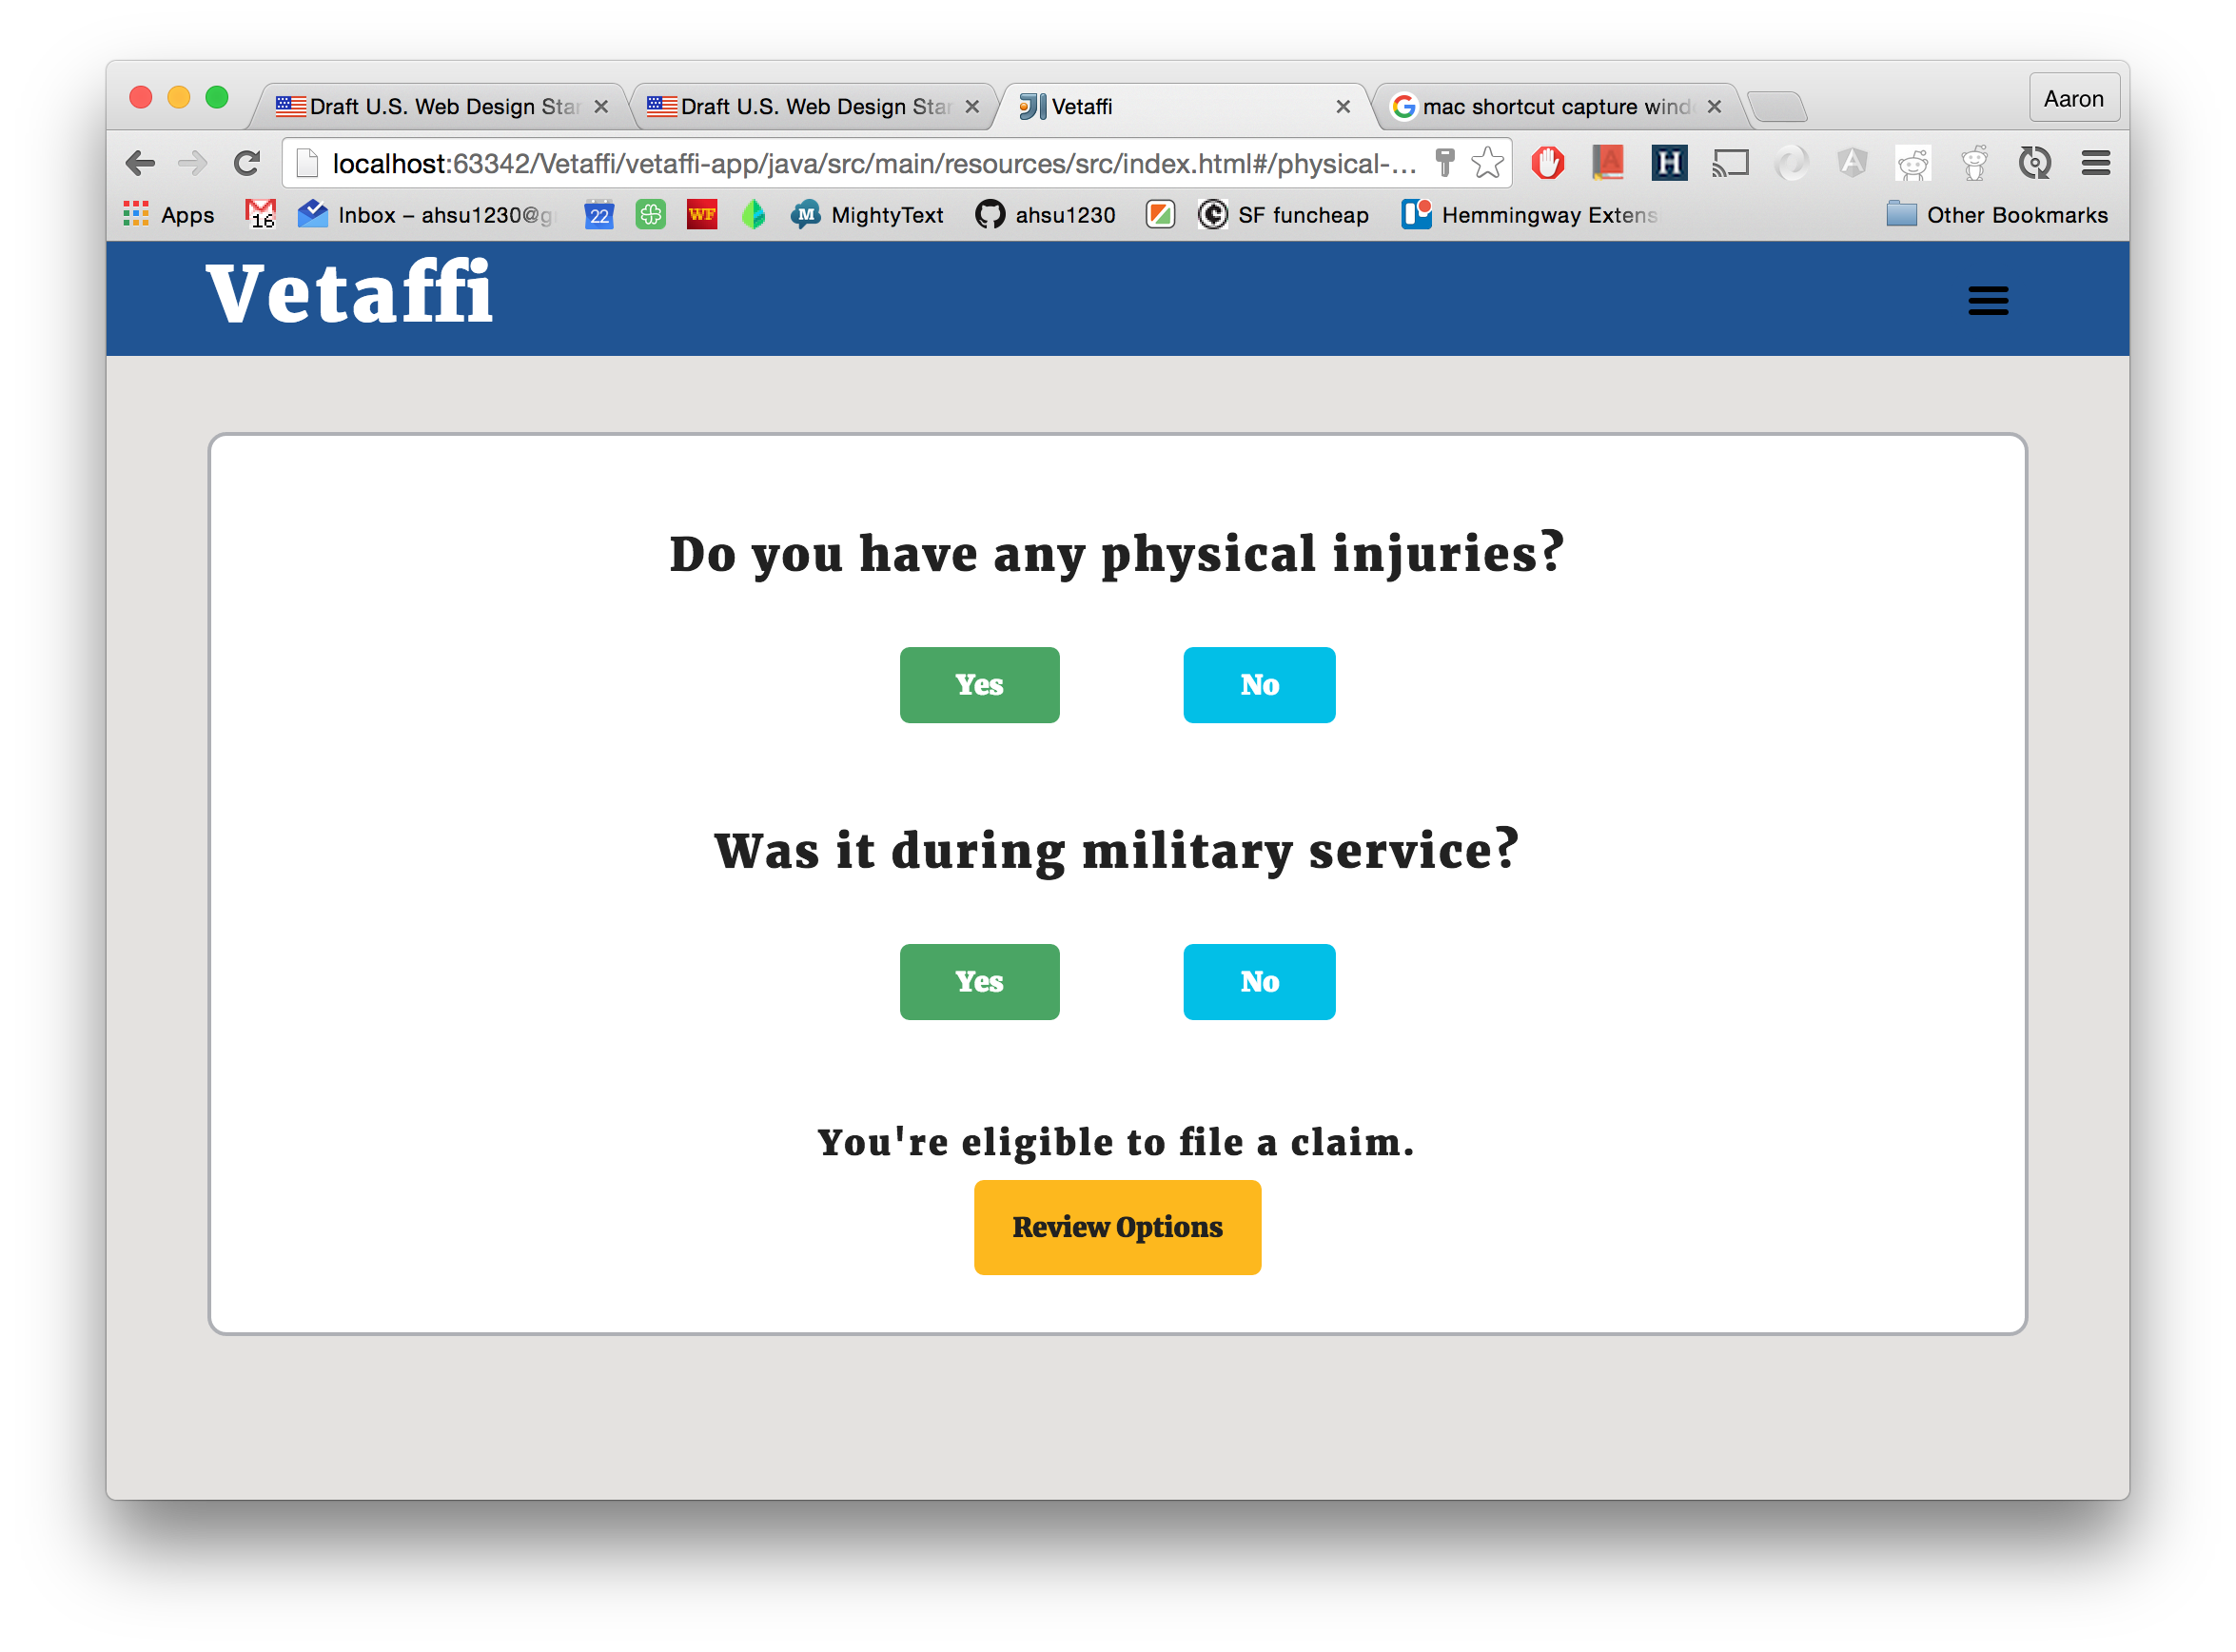 Draft U.S. Web Design Star
Draft U.S. Web Design Star
Vetaffi
mac shortcut capture wind
Aaron
localhost:63342/Vetaffi/vetaffi-app/java/src/main/resources/src/index.html#/physical-...
Apps
16
Inbox – ahsu1230@g
22
WF
M
MightyText
ahsu1230
SF funcheap
Hemmingway Extens
Other Bookmarks
Vetaffi
Do you have any physical injuries?
Yes
No
Was it during military service?
Yes
No
You're eligible to file a claim.
Review Options